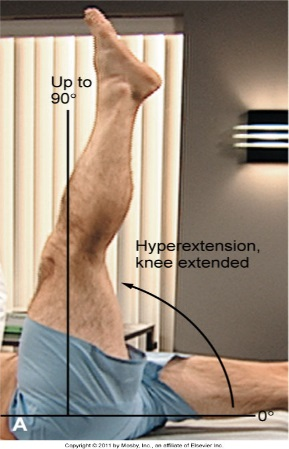 Up to
90°
Hyperextension,
knee extended
0°
A
Copyright © 2011 by Mosby, Inc., an affiliate of Elsevier Inc.